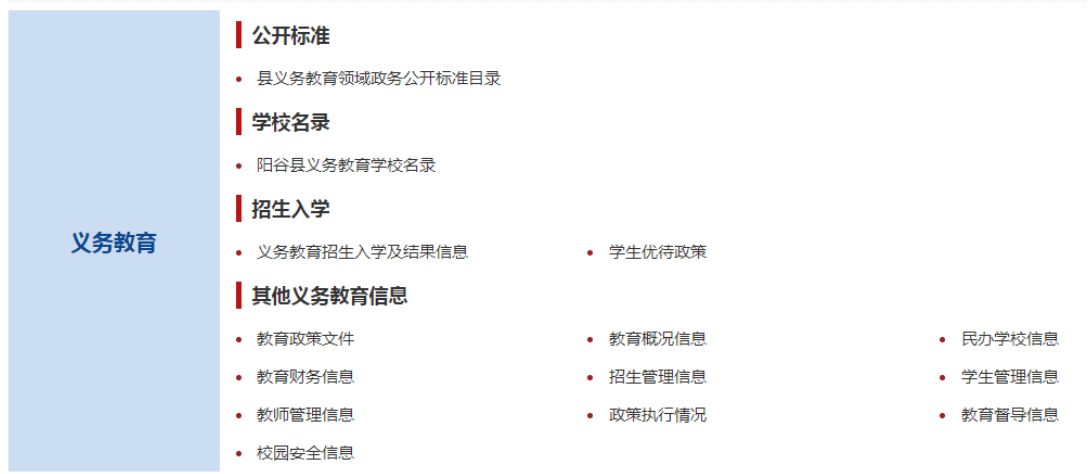 义务教育
公开标准
县义务教育领域政务公开标准目录
学校名录
阳谷县义务教育学校名录
招生入学
义务教育招生入学及结果信息 学生优待政策
其他义务教育信息
教育政策文件 教育概况信息 民办学校信息
教育财务信息 招生管理信息 学生管理信息
教师管理信息 政策执行情况 教育督导信息
校园安全信息